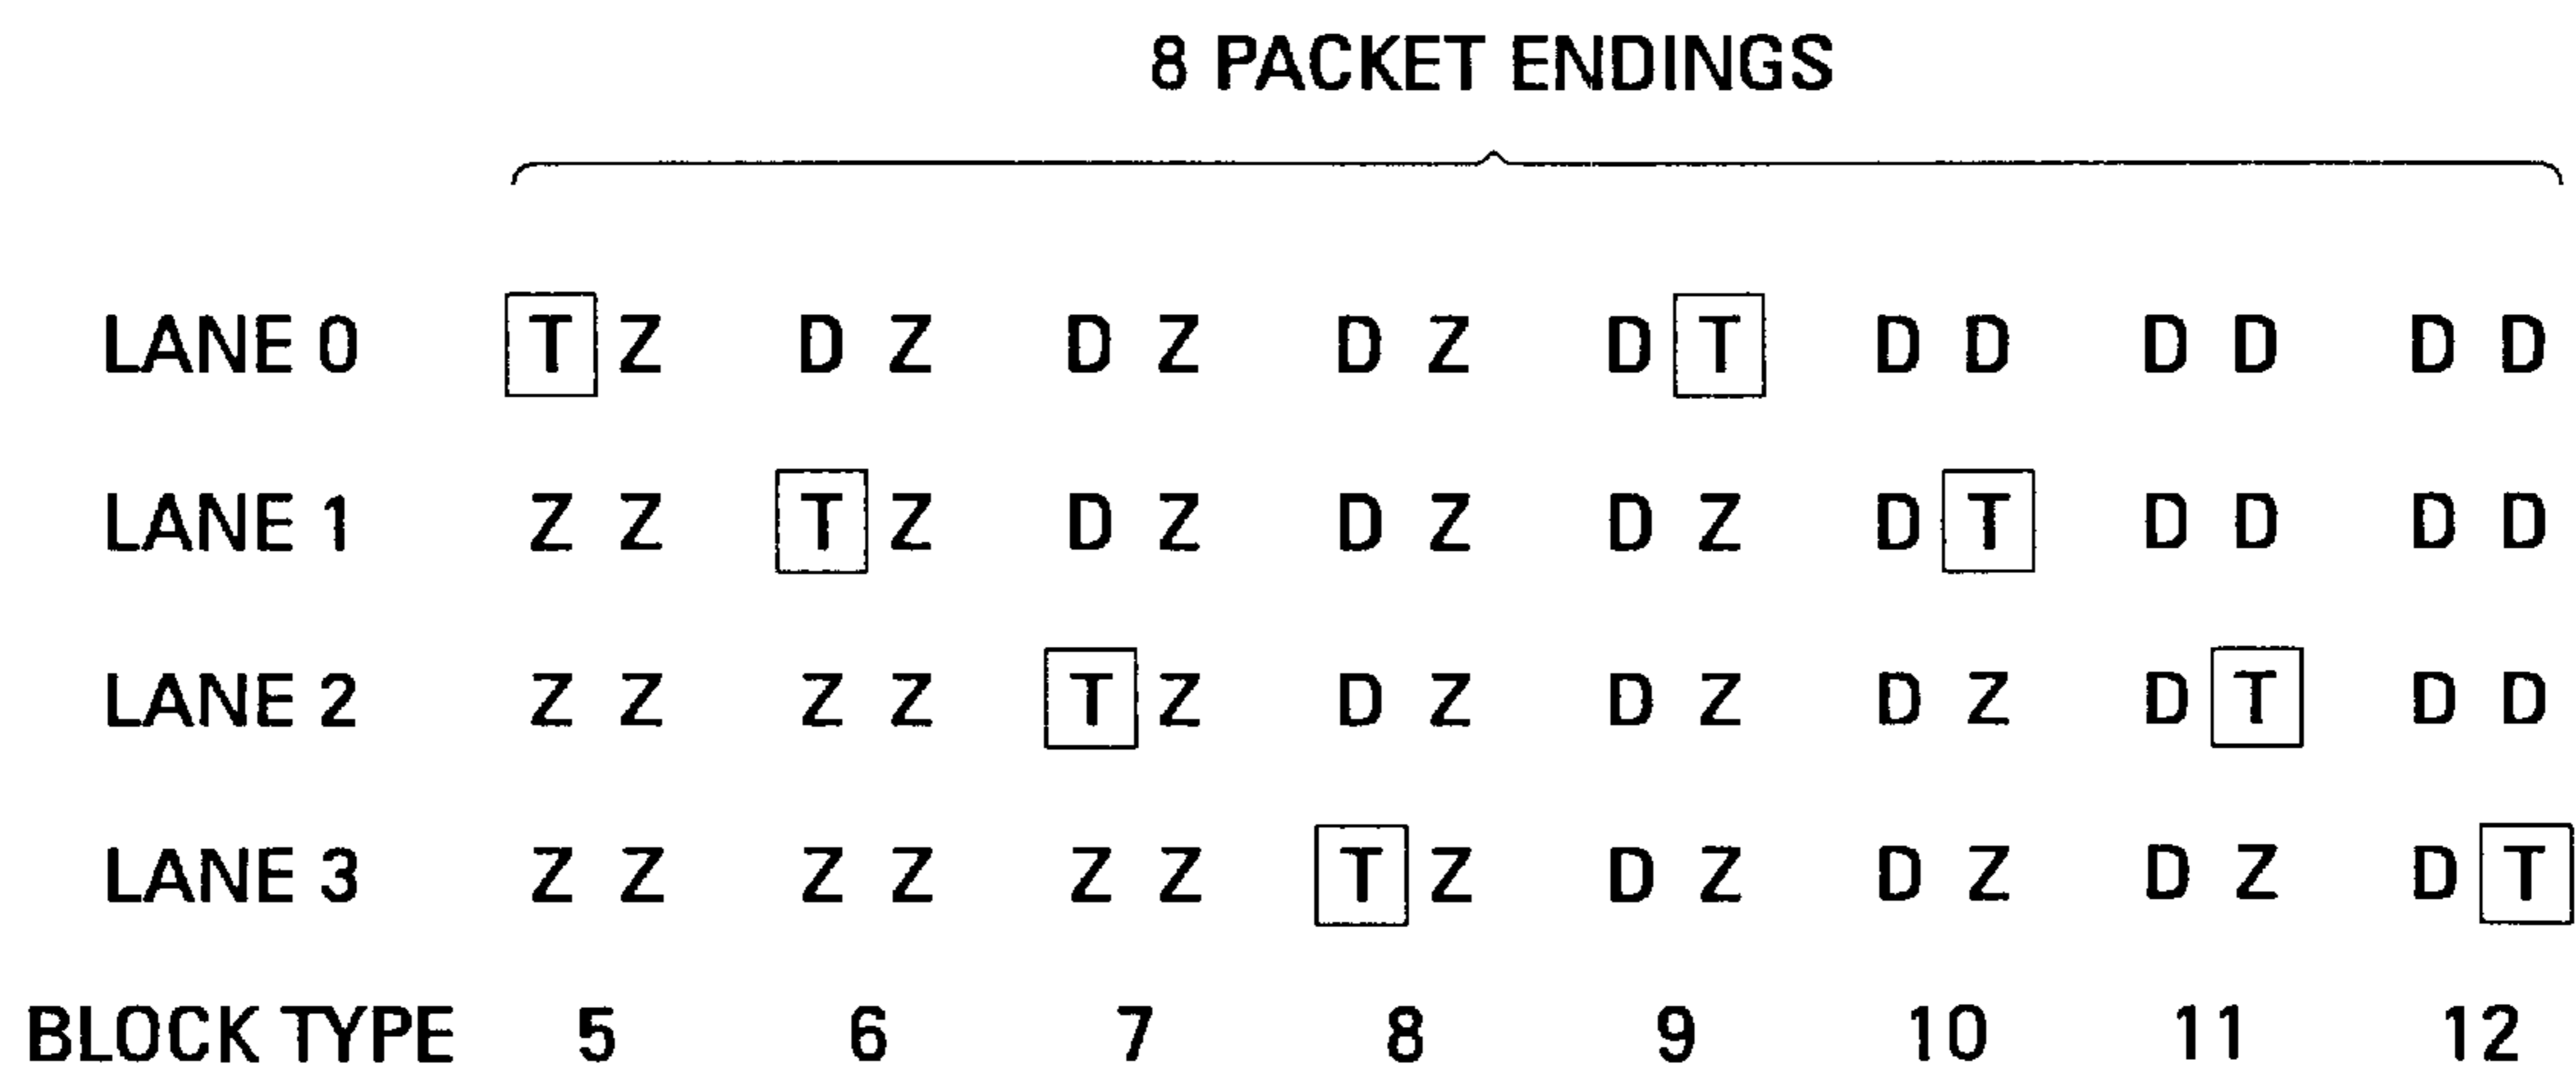 8 PACKET ENDINGS
LANE 0 T Z D Z D Z D Z D T D D D D D D
LANE 1 Z Z T Z D Z D Z D Z D T D D D D
LANE 2 Z Z Z Z T Z D Z D Z D Z D T D D
LANE 3 Z Z Z Z Z Z T Z D Z D Z D Z D T
BLOCK TYPE 5 6 7 8 9 10 11 12